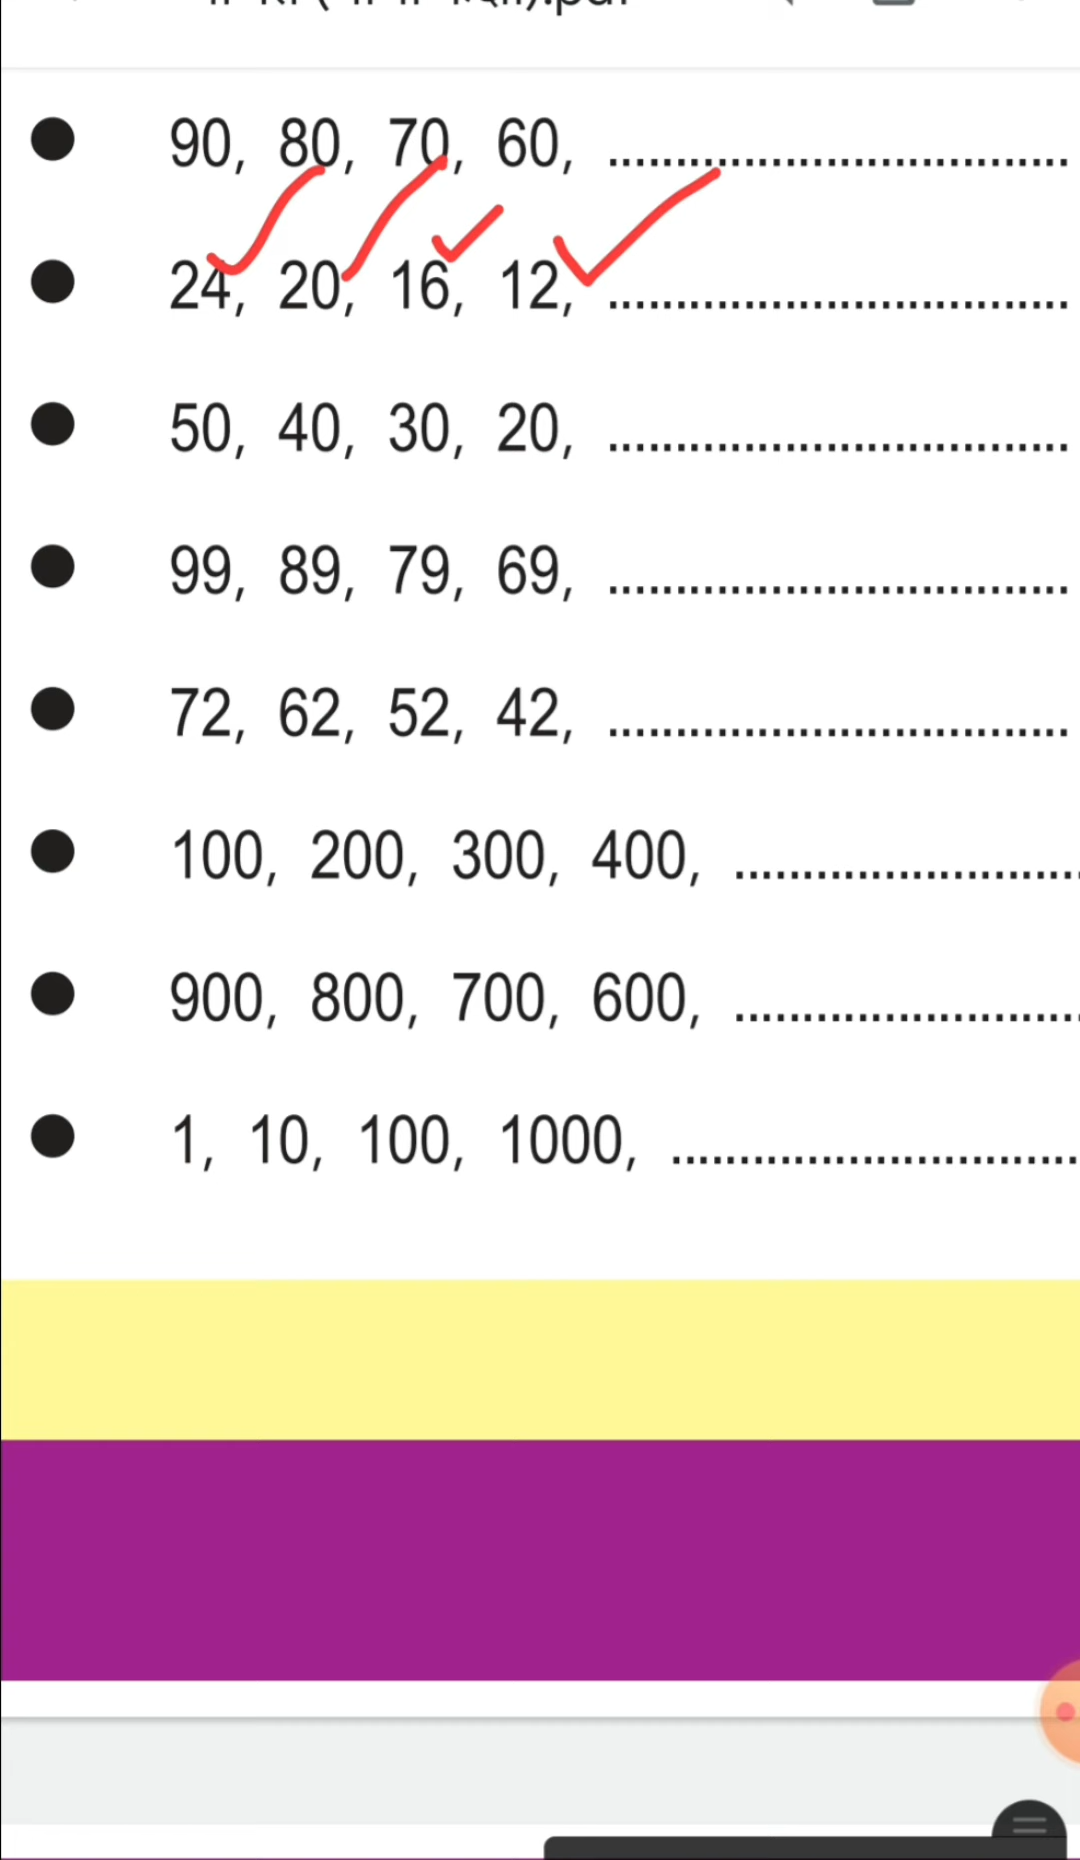 ● 90, 80, 70, 60, ..................................
● 24, 20, 16, 12, ..................................
● 50, 40, 30, 20, ..................................
● 99, 89, 79, 69, ..................................
● 72, 62, 52, 42, ..................................
● 100, 200, 300, 400, .........................
● 900, 800, 700, 600, .........................
● 1, 10, 100, 1000, ..............................